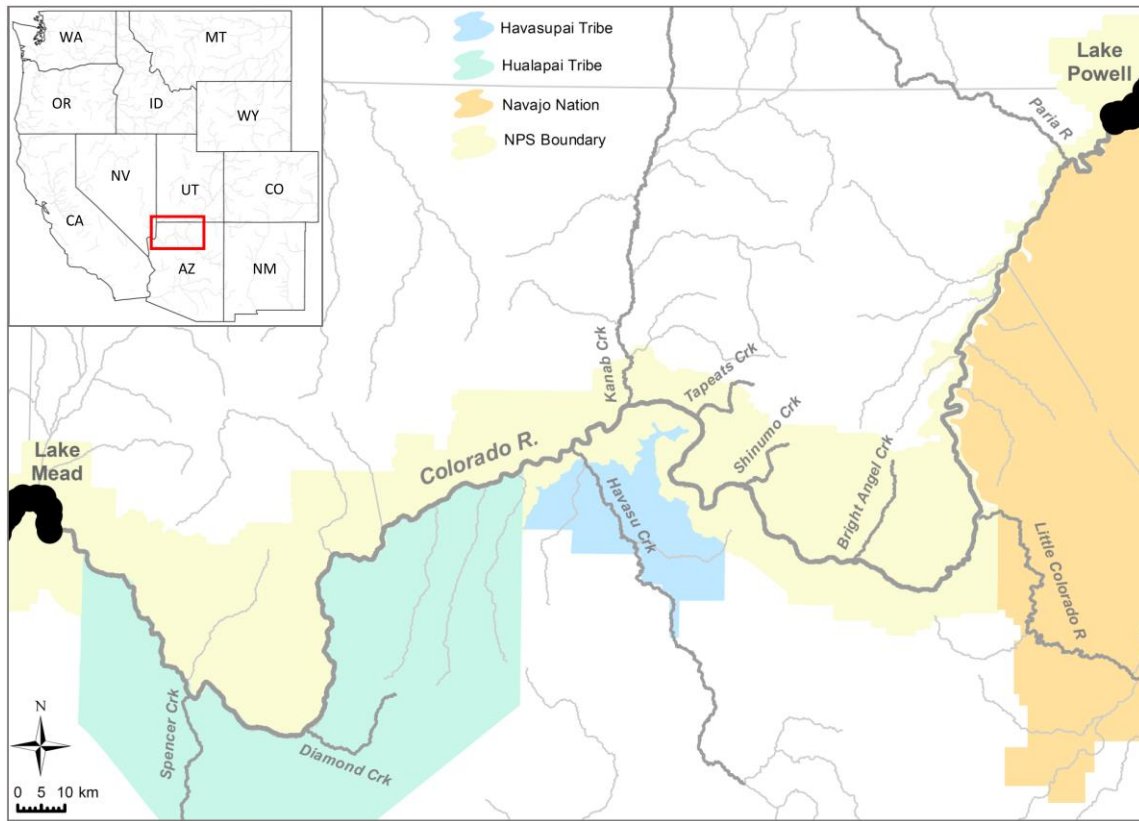 WA
MT
OR
ID
WY
NV
UT
CO
CA
AZ
NM
Havasupai Tribe
Hualapai Tribe
Navajo Nation
NPS Boundary
Lake
Powell
Paria R
Kanab Crk
Tapeats Crk
Shinumo Crk
Bright Angel Crk
Colorado R.
Havasu Crk
Little Colorado R
Lake
Mead
Spencer Crk
Diamond Crk
N
0 5 10 km